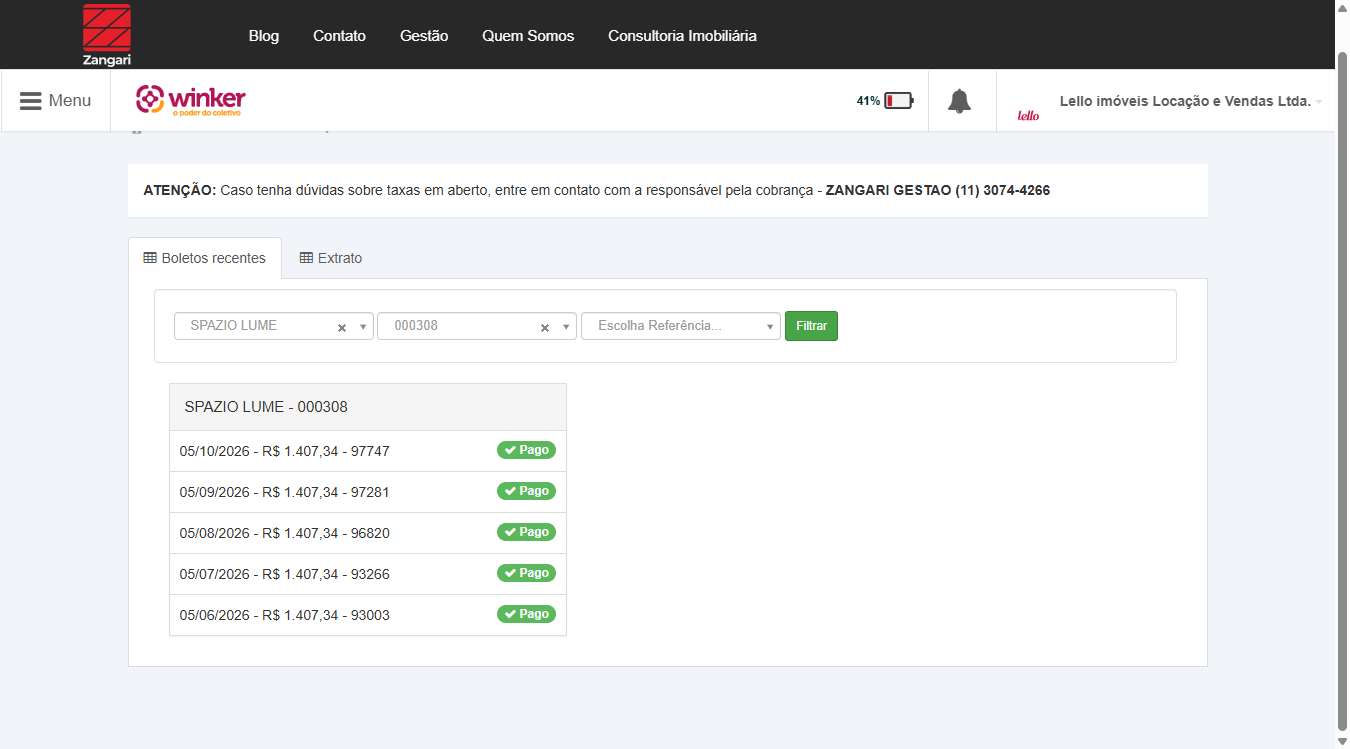 Zangari
Blog
Contato
Gestão
Quem Somos
Consultoria Imobiliária
Menu
winker
o poder do coletivo
41%
lello
Lello imóveis Locação e Vendas Ltda.
ATENÇÃO: Caso tenha dúvidas sobre taxas em aberto, entre em contato com a responsável pela cobrança - ZANGARI GESTAO (11) 3074-4266
Boletos recentes
Extrato
SPAZIO LUME
000308
Escolha Referência...
Filtrar
SPAZIO LUME - 000308
05/10/2026 - R$ 1.407,34 - 97747 Pago
05/09/2026 - R$ 1.407,34 - 97281 Pago
05/08/2026 - R$ 1.407,34 - 96820 Pago
05/07/2026 - R$ 1.407,34 - 93266 Pago
05/06/2026 - R$ 1.407,34 - 93003 Pago